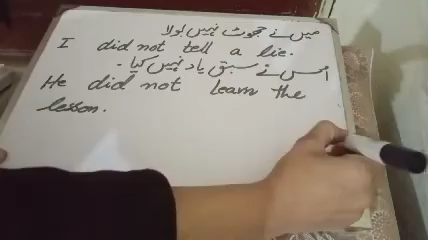 میں نے جھوٹ نہیں بولا
I did not tell a lie.
اس نے سبق یاد نہیں کیا۔
He did not learn the
lesson.